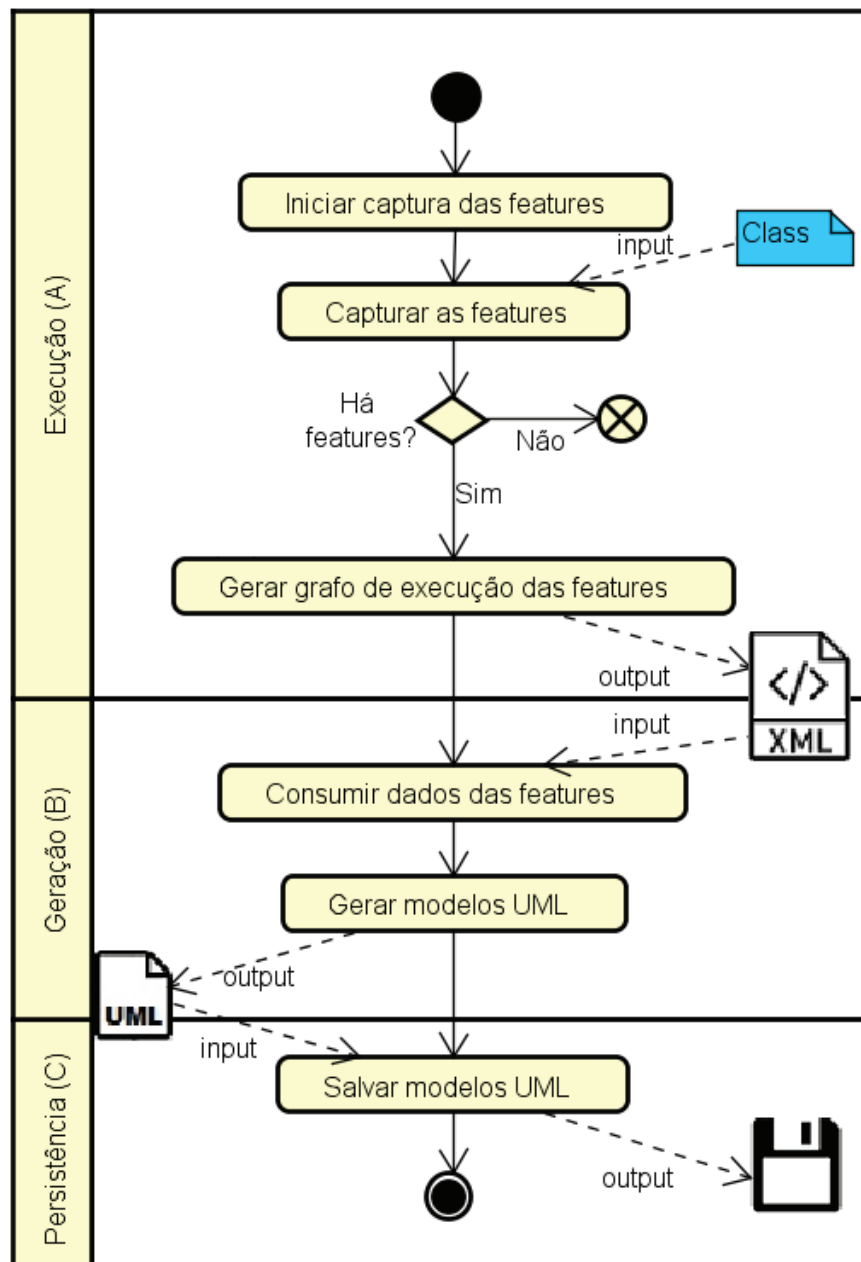 Execução (A)
Iniciar captura das features
input
Class
Capturar as features
Há
features?
Não
Sim
Gerar grafo de execução das features
output
</>
XML
Geração (B)
input
Consumir dados das features
Gerar modelos UML
output
UML
Persistência (C)
input
Salvar modelos UML
output